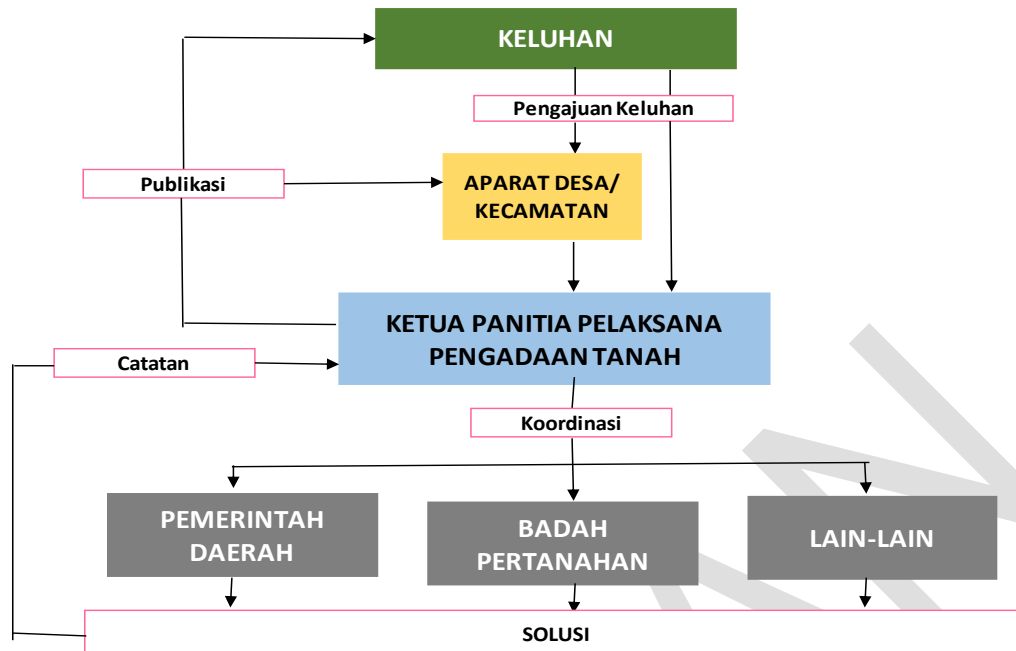 KELUHAN
Pengajuan Keluhan
Publikasi
APARAT DESA/
KECAMATAN
KETUA PANITIA PELAKSANA
PENGADAAN TANAH
Catatan
Koordinasi
PEMERINTAH
DAERAH
BADAH
PERTANAHAN
LAIN-LAIN
SOLUSI